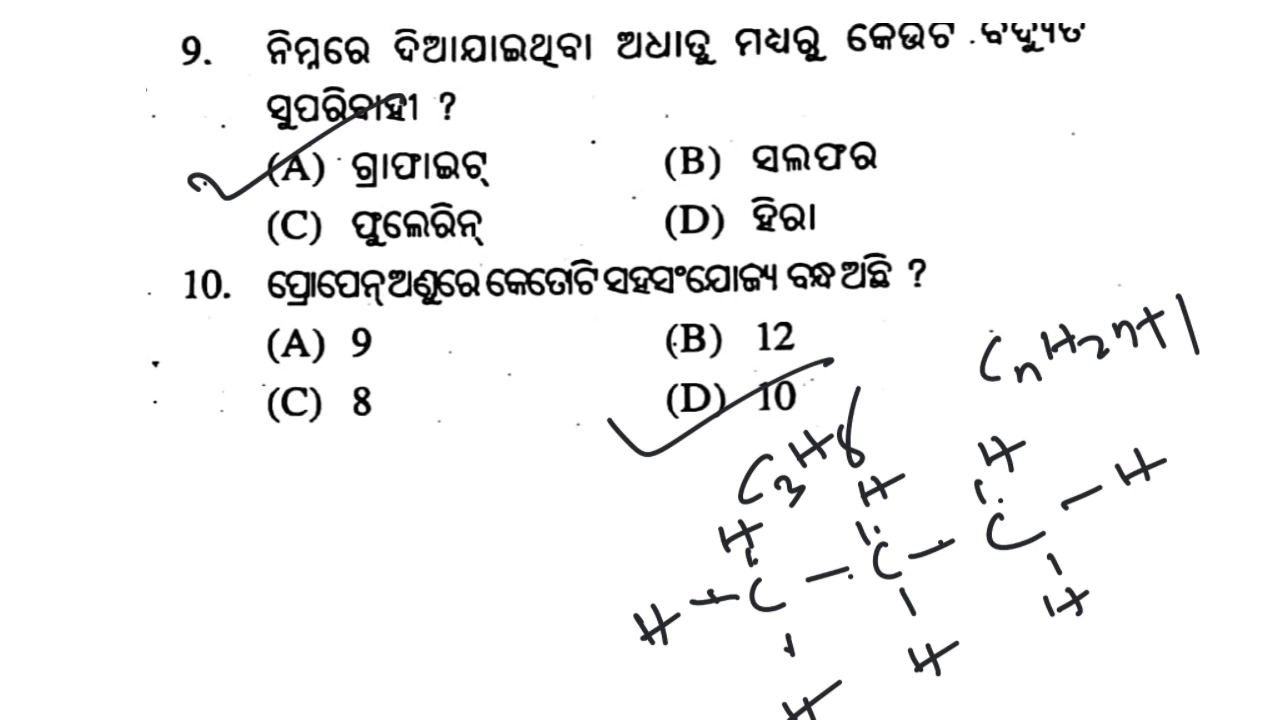 9. ନିମ୍ନରେ ଦିଆଯାଇଥିବା ଅଧାତୁ ମଧ୍ୟରୁ କେଉଟି ବିଦ୍ୟୁତ
ସୁପରିବାହୀ ?
(A) ଗ୍ରାଫାଇଟ୍ (B) ସଲଫର
(C) ଫୁଲେରିନ୍ (D) ହିରା
10. ପ୍ରୋପେନ୍ ଅଣୁରେ କେତୋଟି ସହସଂଯୋଜ୍ୟ ବନ୍ଧ ଅଛି ?
(A) 9 (B) 12
(C) 8 (D) 10
CnH2n+1
C3H8
H H H
H - C - C - C - H
H H H